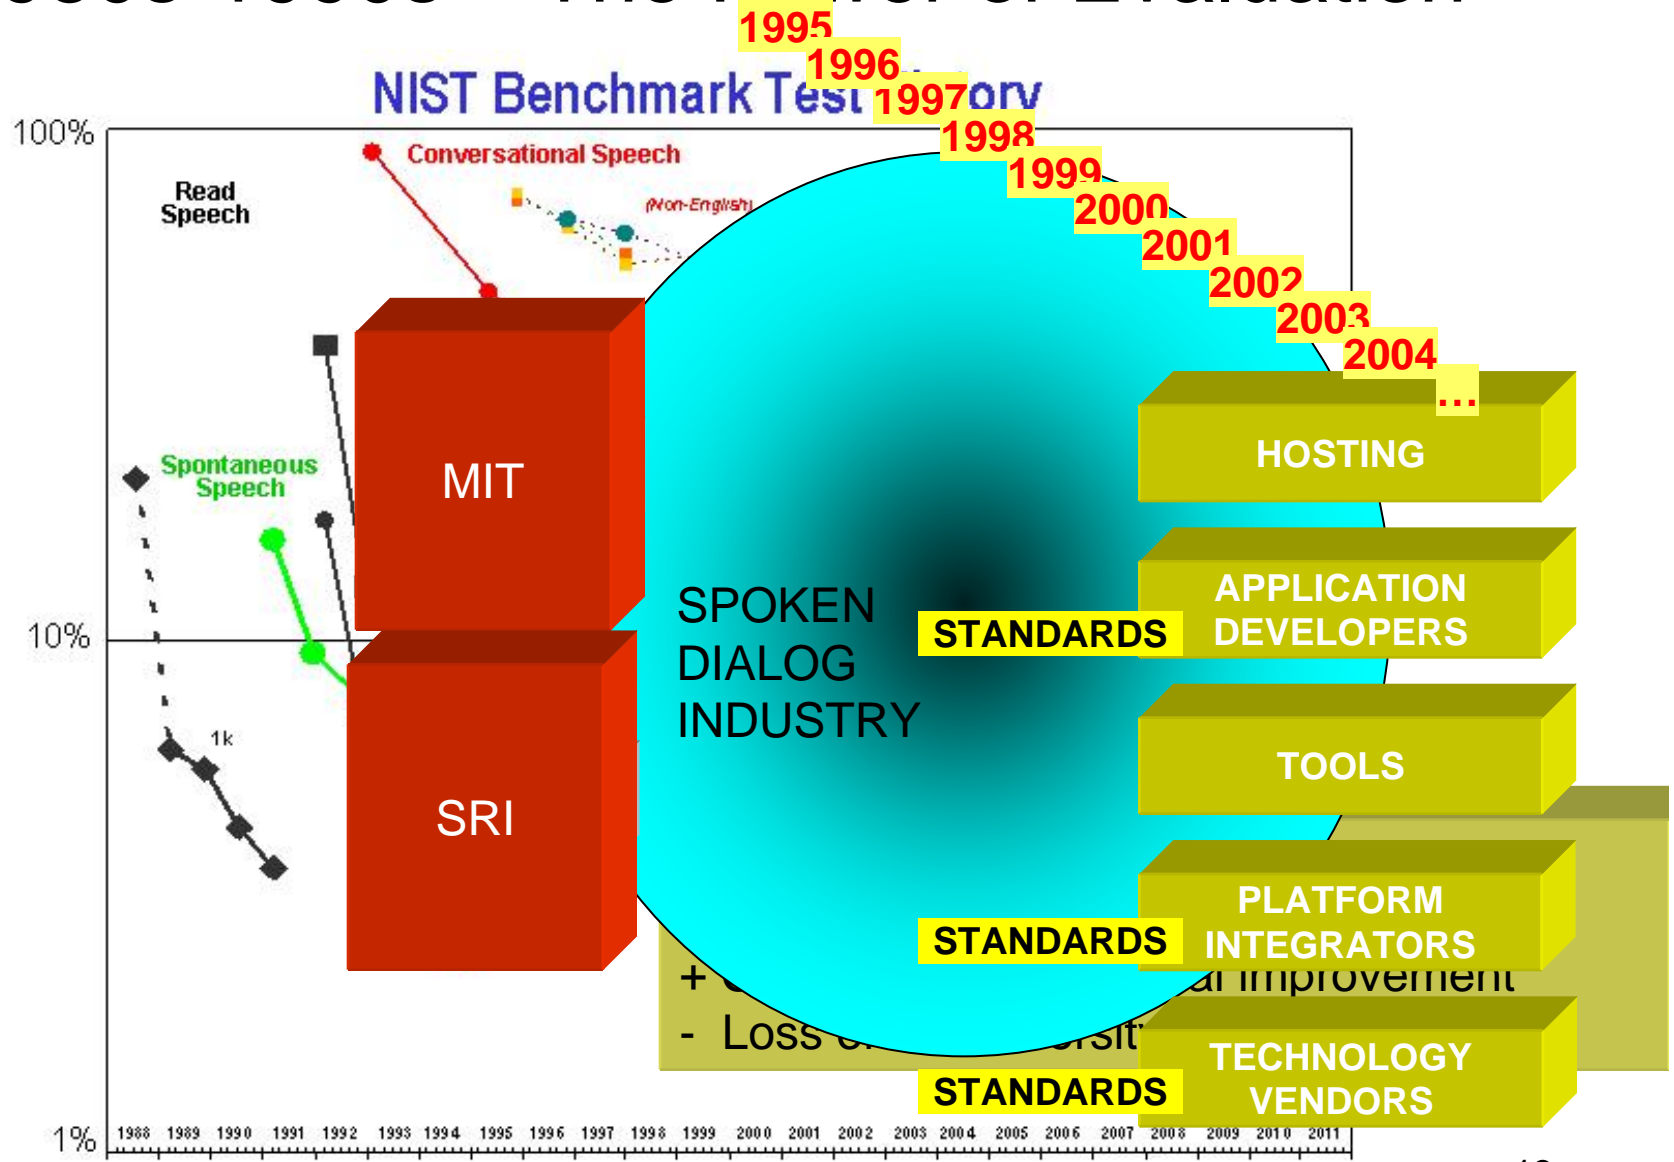 of Evaluation
1995
1996
1997
1998
1999
2000
2001
2002
2003
2004
...
NIST Benchmark Test
100%
Conversational Speech
(Non-English)
Read
Speech
Spontaneous
Speech
10%
1k
1%
MIT
SRI
SPOKEN
DIALOG
INDUSTRY
HOSTING
APPLICATION
DEVELOPERS
STANDARDS
TOOLS
PLATFORM
INTEGRATORS
STANDARDS
+ improvement
- Loss
TECHNOLOGY
VENDORS
STANDARDS
1988 1989 1990 1991 1992 1993 1994 1995 1996 1997 1998 1999 2000 2001 2002 2003 2004 2005 2006 2007 2008 2009 2010 2011